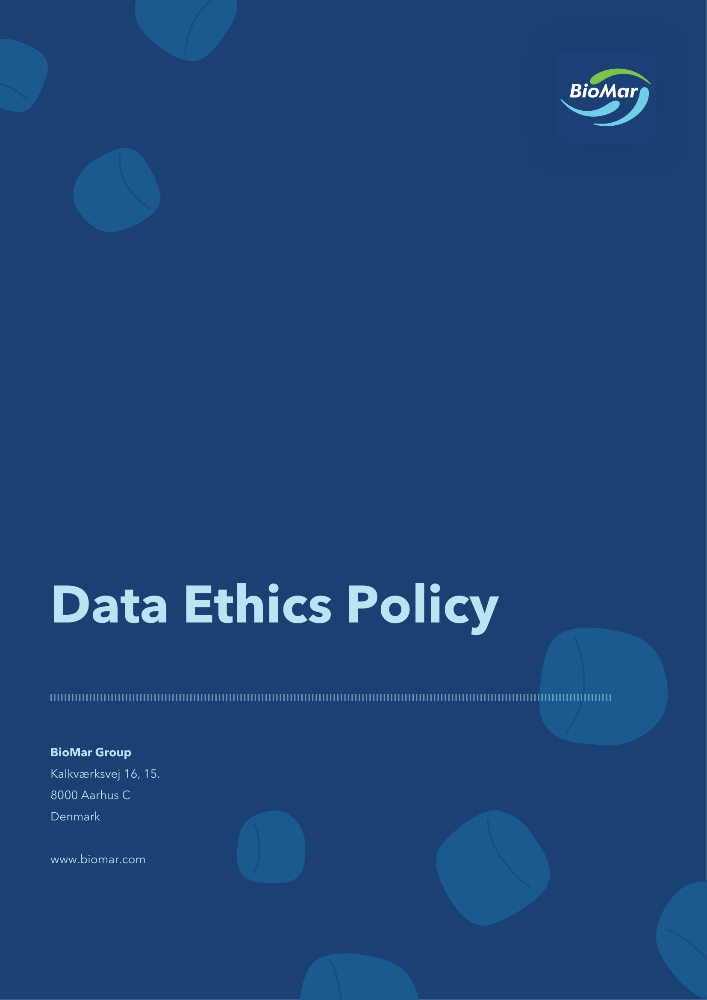 BioMar
Data Ethics Policy
BioMar Group
Kalkværksvej 16, 15.
8000 Aarhus C
Denmark
www.biomar.com